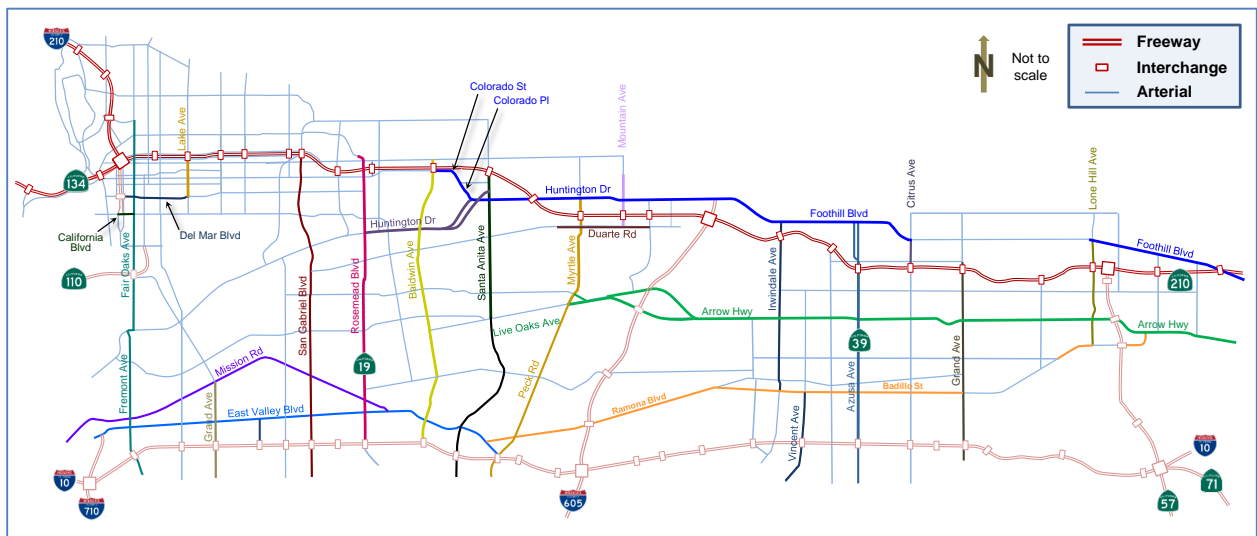 210
Freeway
Interchange
Arterial
N
Not to
scale
Colorado St
Colorado Pl
Mountain Ave
Lake Ave
134
Huntington Dr
Citrus Ave
Lone Hill Ave
California
Blvd
Del Mar Blvd
Huntington Dr
Duarte Rd
Foothill Blvd
Foothill Blvd
110
Fair Oaks Ave
San Gabriel Blvd
Rosemead Blvd
Baldwin Ave
Santa Anita Ave
Myrtle Ave
Irwindale Ave
210
Live Oaks Ave
Arrow Hwy
Arrow Hwy
CALIFORNIA
19
CALIFORNIA
39
Fremont Ave
Mission Rd
Grand Ave
East Valley Blvd
Peck Rd
Ramona Blvd
Badillo St
Azusa Ave
Grand Ave
Vincent Ave
10
710
605
10
57
71